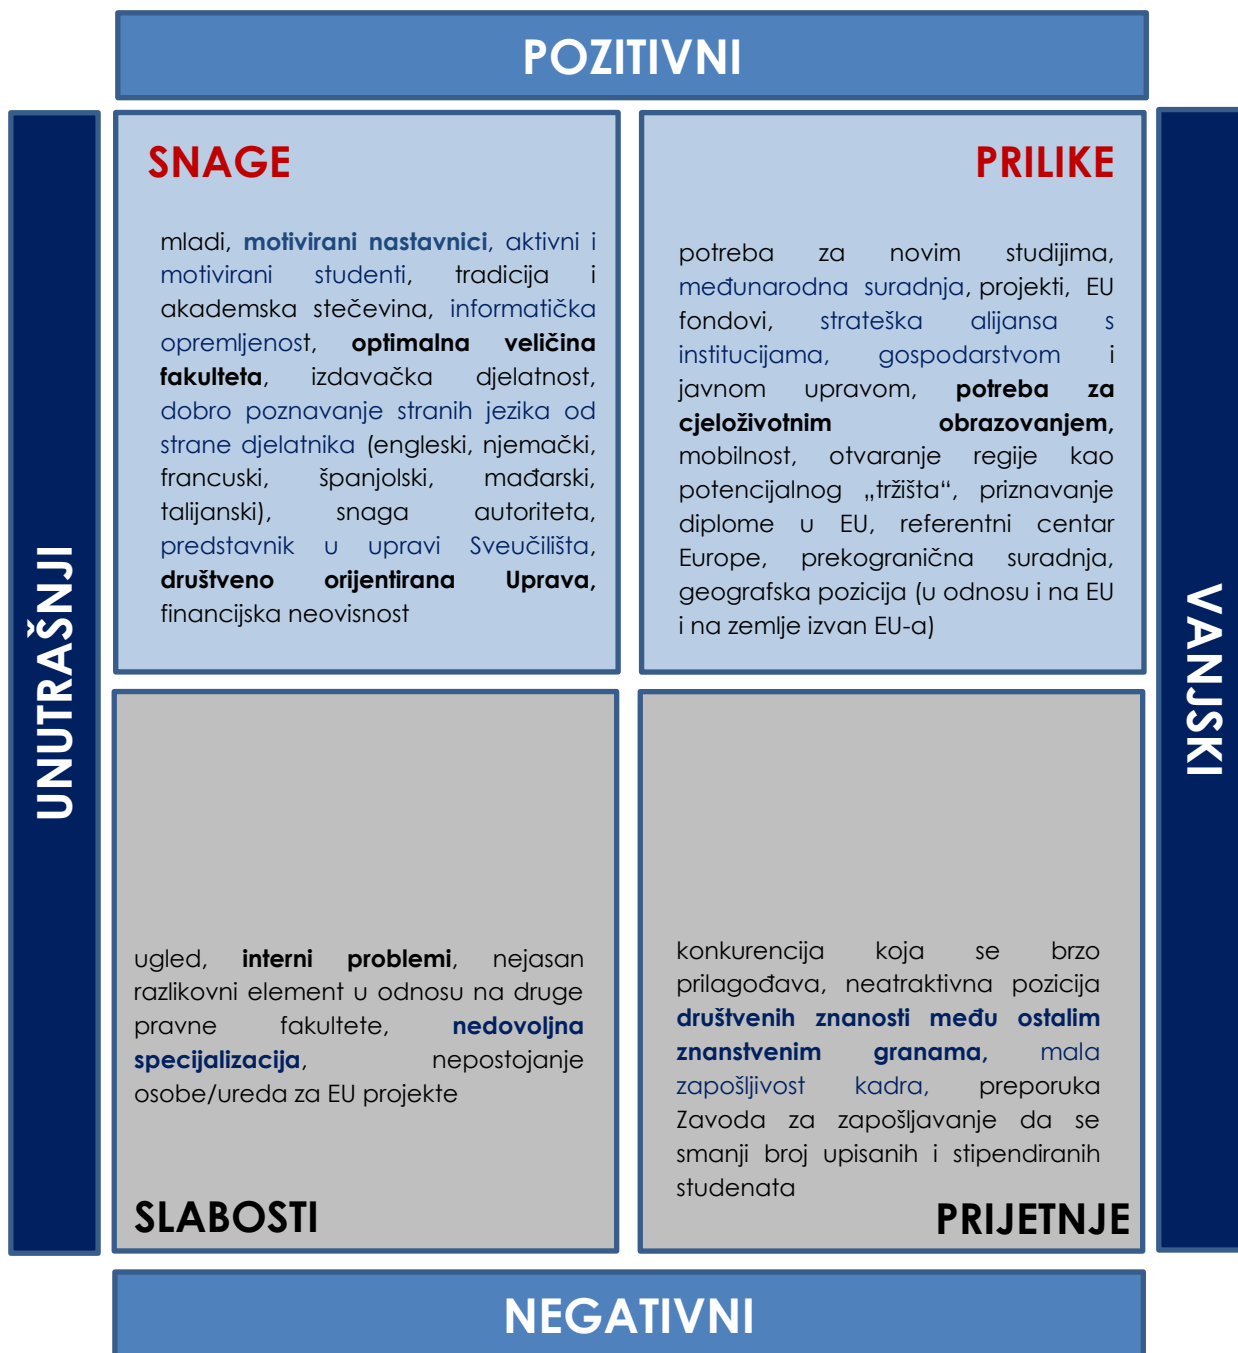 POZITIVNI
UNUTRAŠNJI
SNAGE
mladi, motivirani nastavnici, aktivni i
motivirani studenti, tradicija i
akademska stečevina, informatička
opremljenost, optimalna veličina
fakulteta, izdavačka djelatnost,
dobro poznavanje stranih jezika od
strane djelatnika (engleski, njemački,
francuski, španjolski, mađarski,
talijanski), snaga autoriteta,
predstavnik u upravi Sveučilišta,
društveno orijentirana Uprava,
financijska neovisnost
PRILIKE
potreba za novim studijima,
međunarodna suradnja, projekti, EU
fondovi, strateška alijansa s
institucijama, gospodarstvom i
javnom upravom, potreba za
cjeloživotnim obrazovanjem,
mobilnost, otvaranje regije kao
potencijalnog „tržišta“, priznavanje
diplome u EU, referentni centar
Europe, prekogranična suradnja,
geografska pozicija (u odnosu i na EU
i na zemlje izvan EU-a)
VANJSKI
ugled, interni problemi, nejasan
razlikovni element u odnosu na druge
pravne fakultete, nedovoljna
specijalizacija, nepostojanje
osobe/ureda za EU projekte
SLABOSTI
konkurencija koja se brzo
prilagođava, neatraktivna pozicija
društvenih znanosti među ostalim
znanstvenim granama, mala
zapošljivost kadra, preporuka
Zavoda za zapošljavanje da se
smanji broj upisanih i stipendiranih
studenata
PRIJETNJE
NEGATIVNI